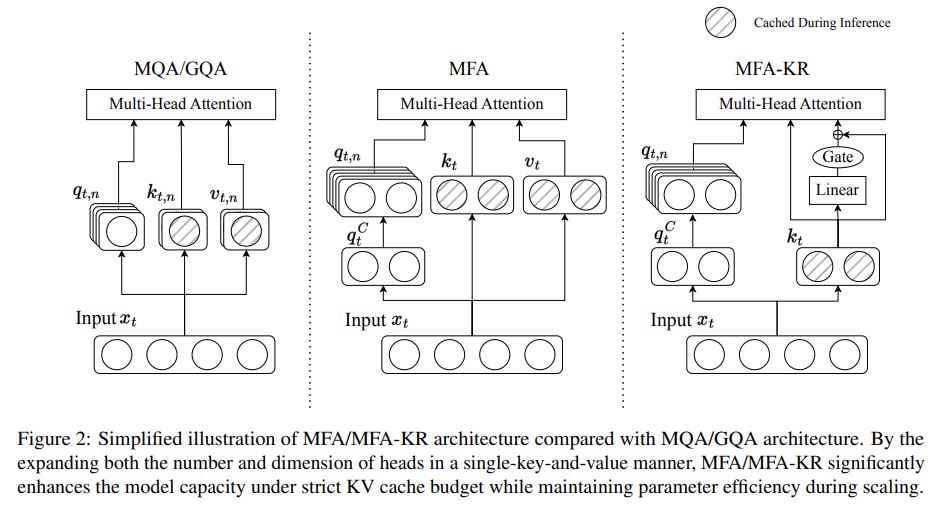 Cached During Inference
MQA/GQA
Multi-Head Attention
q_{t,n}
k_{t,n}
v_{t,n}
Input x_t
MFA
Multi-Head Attention
q_{t,n}
k_t
v_t
q_t^C
Input x_t
MFA-KR
Multi-Head Attention
q_{t,n}
Gate
Linear
q_t^C
k_t
Input x_t
Figure 2: Simplified illustration of MFA/MFA-KR architecture compared with MQA/GQA architecture. By the
expanding both the number and dimension of heads in a single-key-and-value manner, MFA/MFA-KR significantly
enhances the model capacity under strict KV cache budget while maintaining parameter efficiency during scaling.